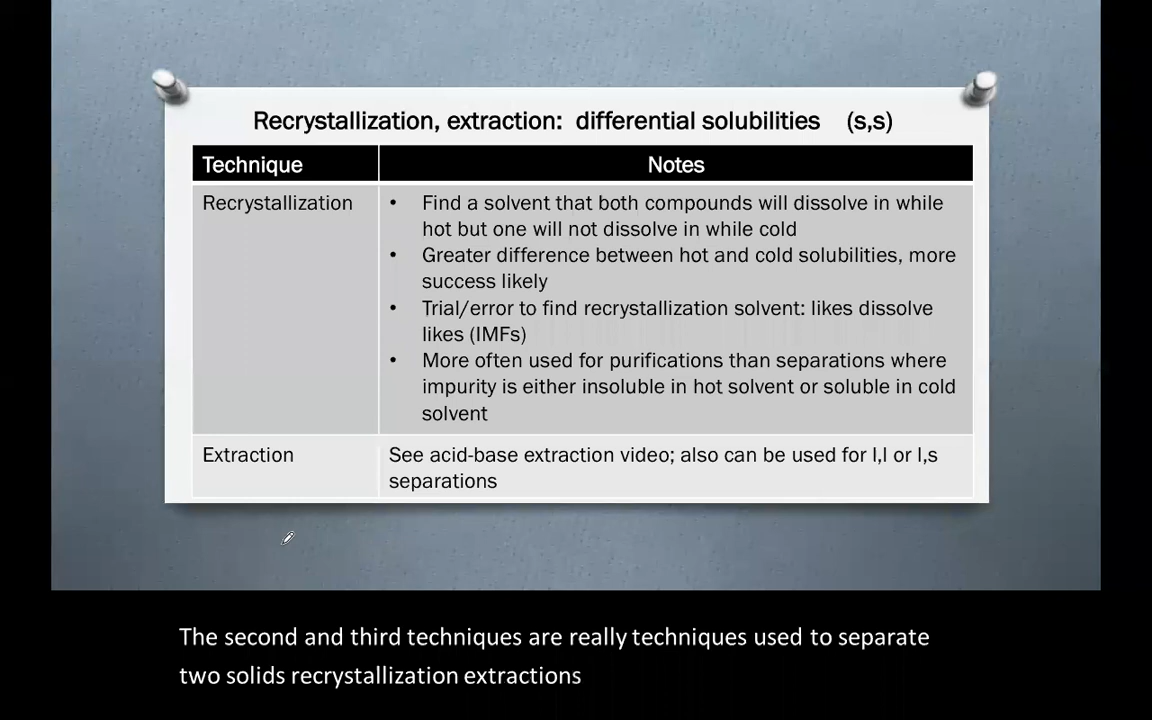 Recrystallization, extraction: differential solubilities (s,s)
Technique Notes
Recrystallization
• Find a solvent that both compounds will dissolve in while
hot but one will not dissolve in while cold
• Greater difference between hot and cold solubilities, more
success likely
• Trial/error to find recrystallization solvent: likes dissolve
likes (IMFs)
• More often used for purifications than separations where
impurity is either insoluble in hot solvent or soluble in cold
solvent
Extraction
See acid-base extraction video; also can be used for l,l or l,s
separations
The second and third techniques are really techniques used to separate
two solids recrystallization extractions